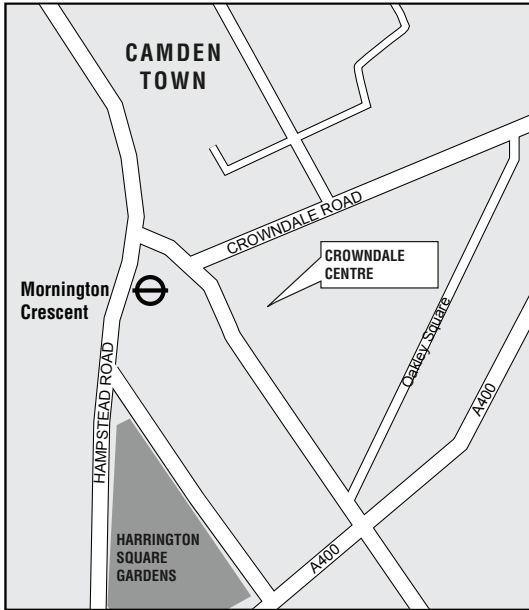 CAMDEN
TOWN
CROWNDALE ROAD
CROWNDALE
CENTRE
Mornington
Crescent
Oakley Square
A400
HAMPSTEAD ROAD
HARRINGTON
SQUARE
GARDENS
A400